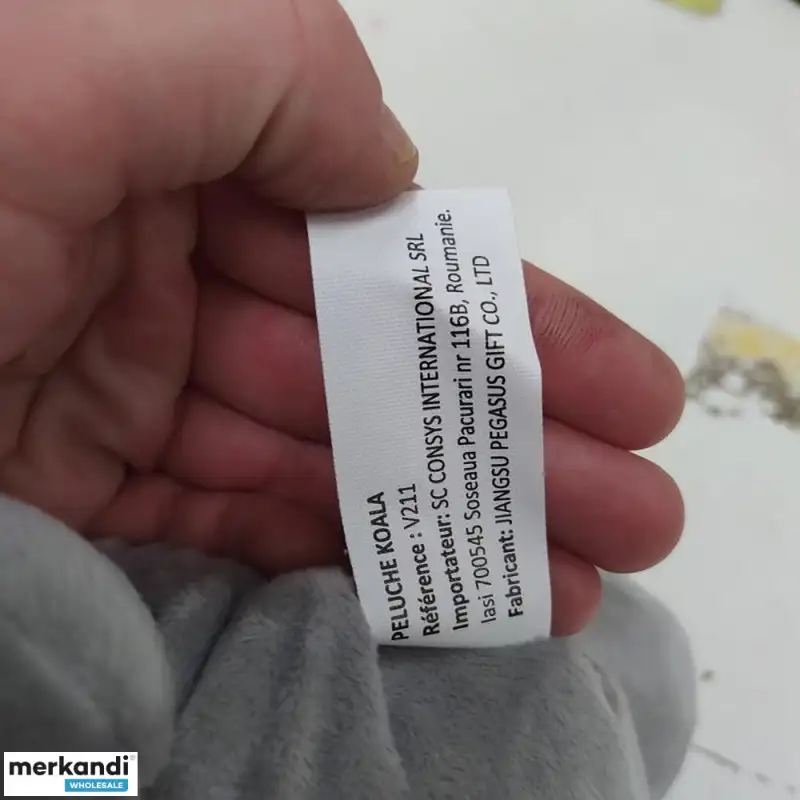 PELUCHE KOALA
Référence : V211
Importateur: SC CONSYS INTERNATIONAL SRL
Iasi 700545 Soseaua Pacurari nr 116B, Roumanie.
Fabricant: JIANGSU PEGASUS GIFT CO., LTD
merkandi
WHOLESALE